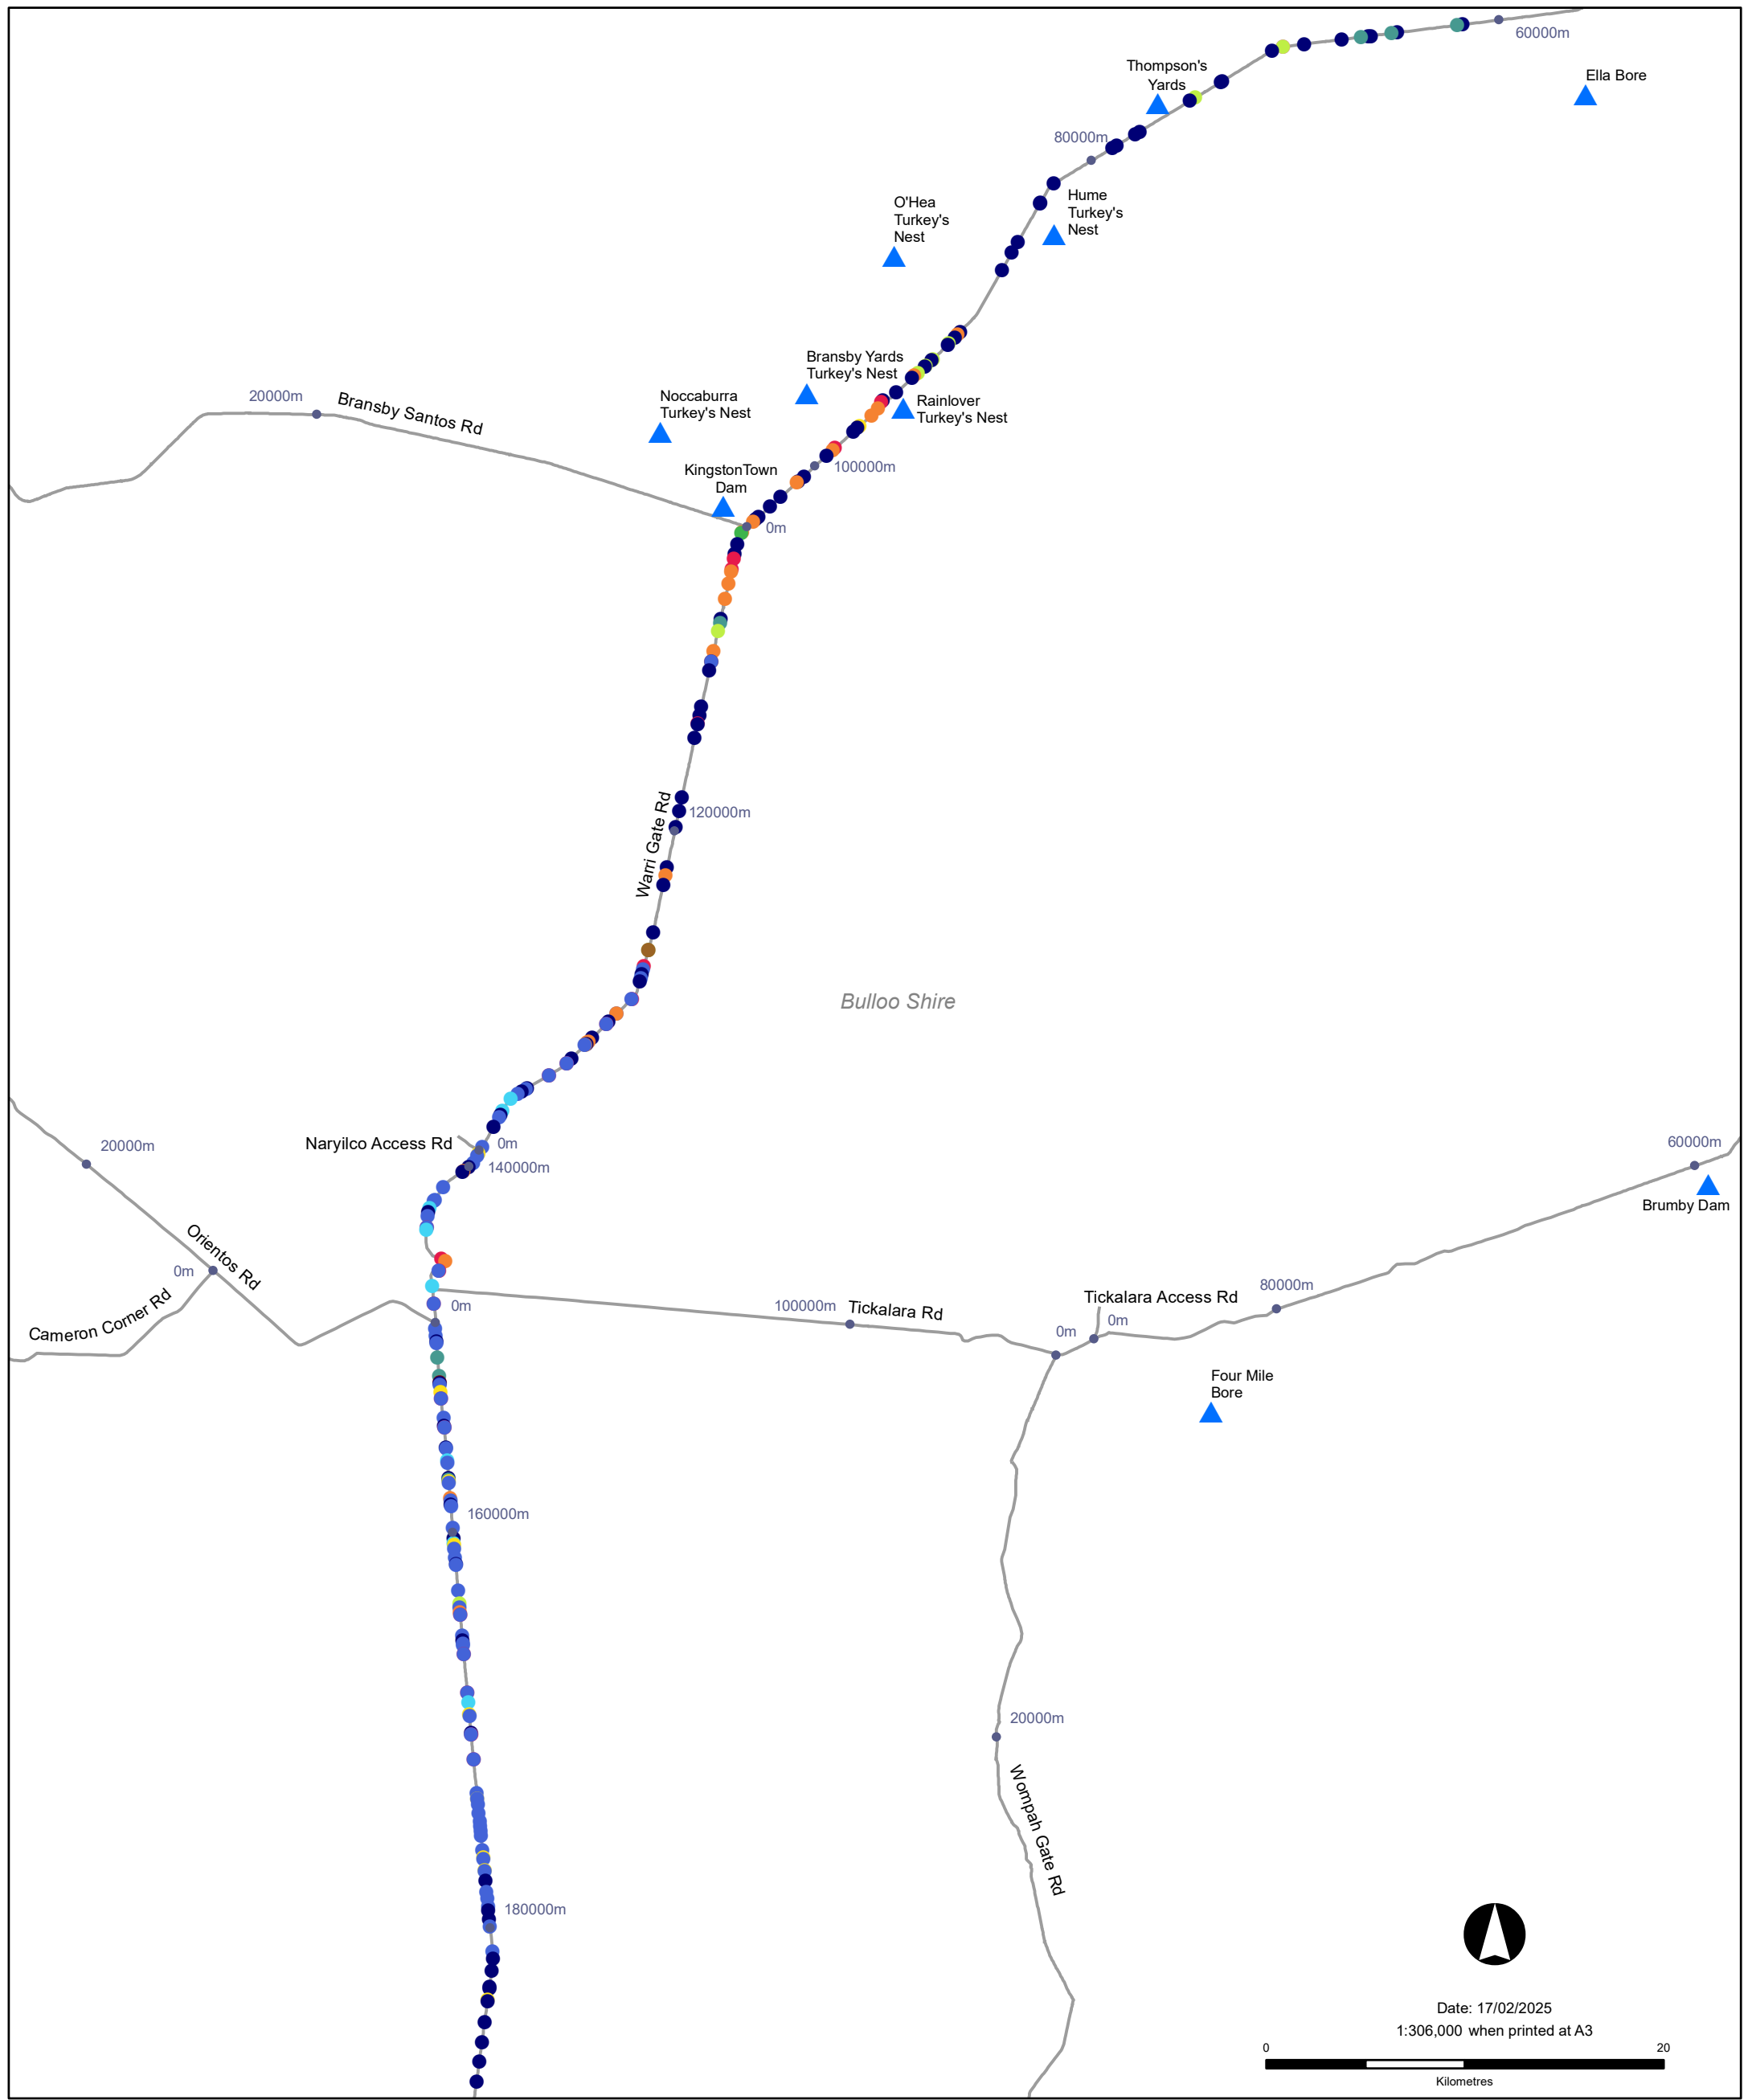 60000m
Ella Bore
Thompson's
Yards
80000m
Hume
Turkey's
Nest
O'Hea
Turkey's
Nest
Bransby Yards
Turkey's Nest
Noccaburra
Turkey's Nest
Rainlover
Turkey's Nest
20000m
Bransby Santos Rd
100000m
KingstonTown
Dam
0m
Warri Gate Rd
120000m
Bulloo Shire
Naryilco Access Rd
0m
140000m
20000m
60000m
Brumby Dam
Orientos Rd
0m
Cameron Corner Rd
0m
100000m
Tickalara Rd
Tickalara Access Rd
80000m
0m
0m
Four Mile
Bore
160000m
20000m
Wompah Gate Rd
180000m
Date: 17/02/2025
1:306,000 when printed at A3
0
20
Kilometres